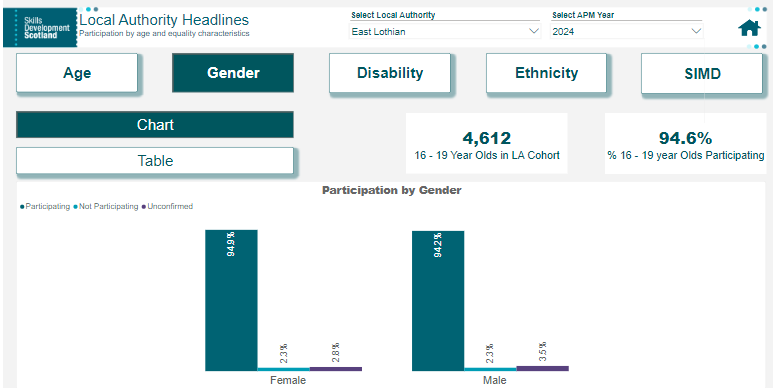 Skills
Development
Scotland
Local Authority Headlines
Participation by age and equality characteristics
Select Local Authority
East Lothian
Select APM Year
2024
Age
Gender
Disability
Ethnicity
SIMD
Chart
Table
4,612
16 - 19 Year Olds in LA Cohort
94.6%
% 16 - 19 year Olds Participating
Participation by Gender
Participating Not Participating Unconfirmed
94.9%
2.3%
2.8%
94.2%
2.3%
3.5%
Female
Male